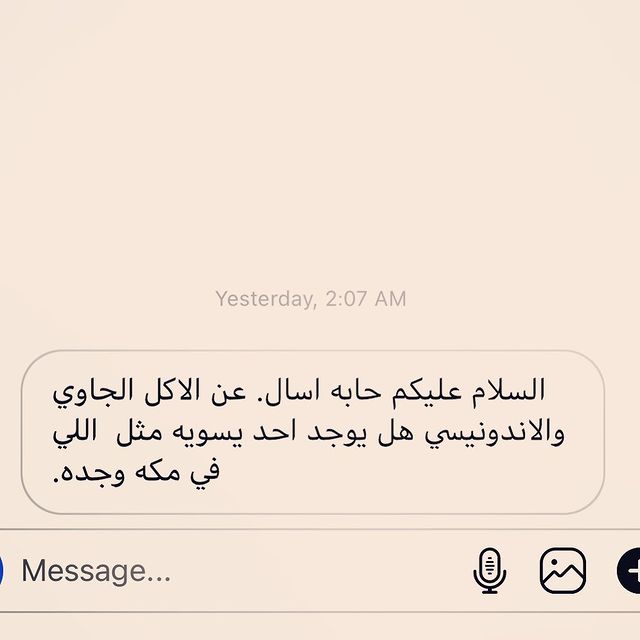 Yesterday, 2:07 AM
السلام عليكم حابه اسال. عن الاكل الجاوي
والاندونيسي هل يوجد احد يسويه مثل اللي
في مكه وجده.
Message...